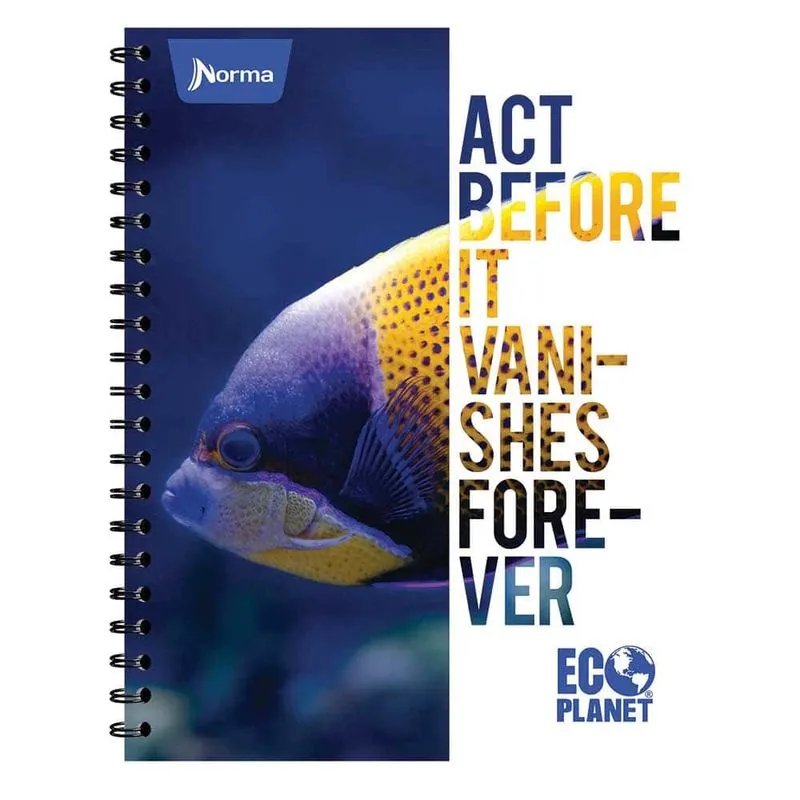 Norma
ACT
BEFORE
IT
VANI-
SHES
FORE-
VER
ECO
PLANET®